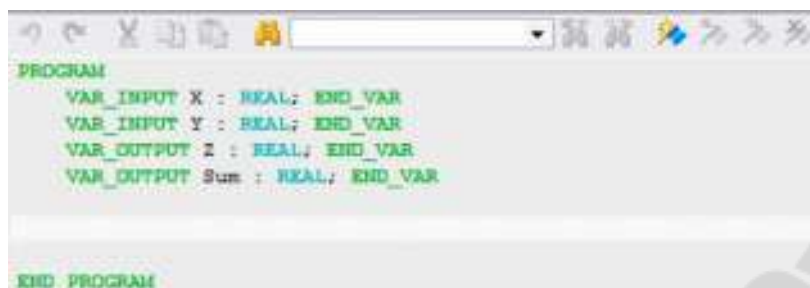 PROGRAM
VAR_INPUT X : REAL; END_VAR
VAR_INPUT Y : REAL; END_VAR
VAR_OUTPUT Z : REAL; END_VAR
VAR_OUTPUT Sum : REAL; END_VAR
END_PROGRAM